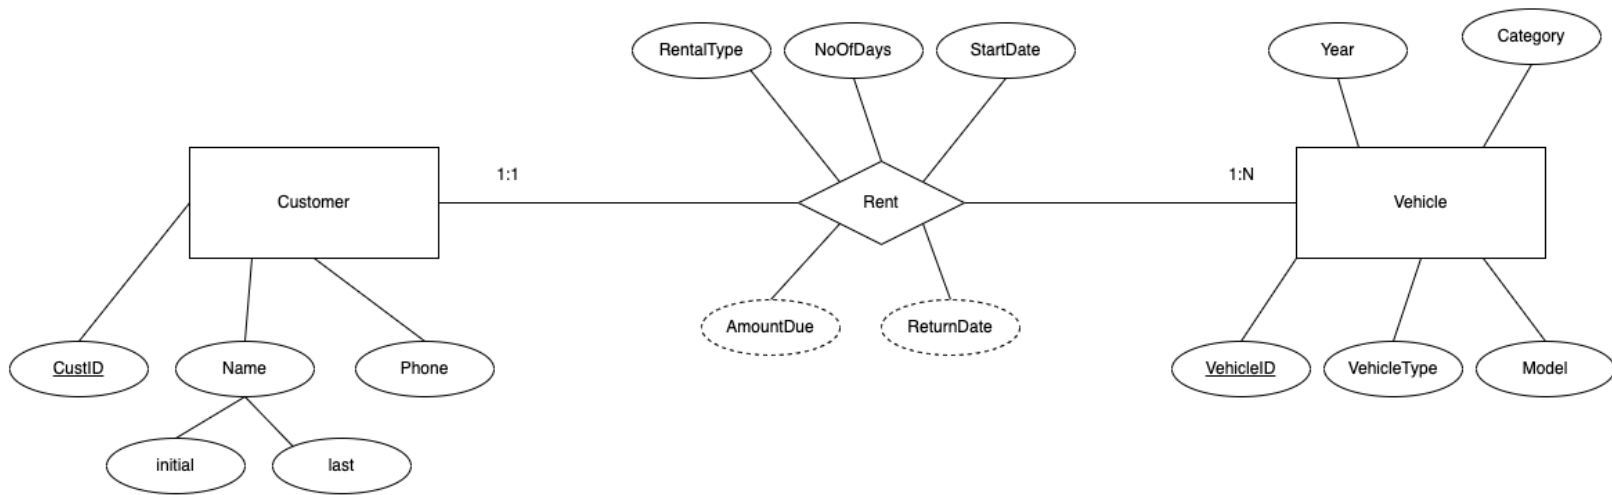 RentalType
NoOfDays
StartDate
Year
Category
Customer
1:1
Rent
1:N
Vehicle
AmountDue
ReturnDate
CustID
Name
Phone
VehicleID
VehicleType
Model
initial
last